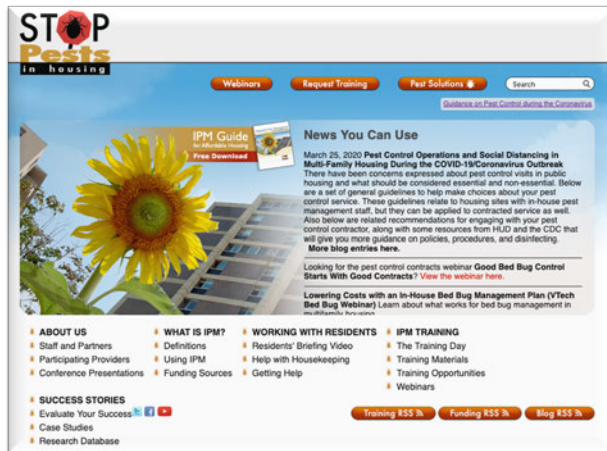 STOP
Pests
in housing
Webinars
Request Training
Pest Solutions
Search
Guidance on Pest Control during the Coronavirus
IPM Guide
for Affordable Housing
Free Download
News You Can Use
March 25, 2020 Pest Control Operations and Social Distancing in
Multi-Family Housing During the COVID-19/Coronavirus Outbreak
There have been concerns expressed about pest control visits in public
housing and what should be considered essential and non-essential. Below
are a set of general guidelines to help make choices about your pest
control service. These guidelines relate to housing sites with in-house pest
management staff, but they can be applied to contracted service as well.
Also below are related recommendations for engaging with your pest
control contractor, along with some resources from HUD and the CDC that
will give you more guidance on policies, procedures, and disinfecting.
More blog entries here.
Looking for the pest control contracts webinar Good Bed Bug Control
Starts With Good Contracts? View the webinar here.
Lowering Costs with an In-House Bed Bug Management Plan (VTech
Bed Bug Webinar) Learn about what works for bed bug management in
multifamily housing
ABOUT US
Staff and Partners
Participating Providers
Conference Presentations
WHAT IS IPM?
Definitions
Using IPM
Funding Sources
WORKING WITH RESIDENTS
Residents' Briefing Video
Help with Housekeeping
Getting Help
IPM TRAINING
The Training Day
Training Materials
Training Opportunities
Webinars
SUCCESS STORIES
Evaluate Your Success
Case Studies
Research Database
Training RSS
Funding RSS
Blog RSS